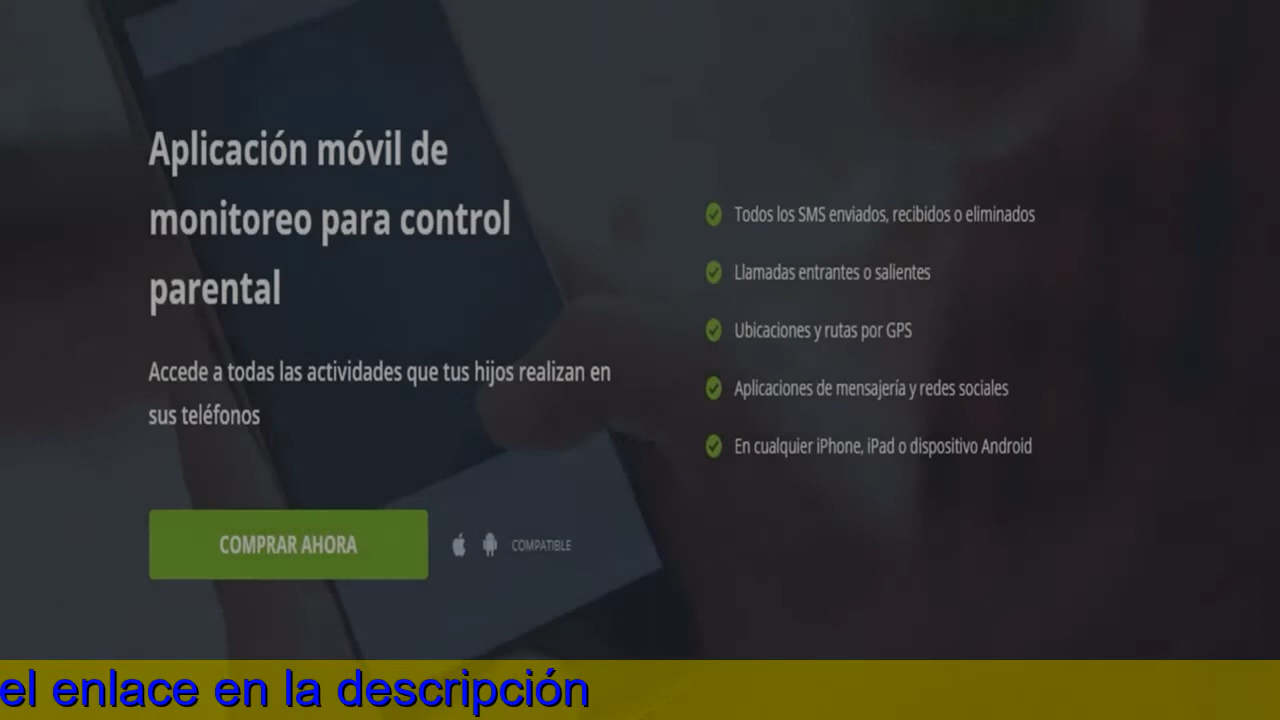 Aplicación móvil de
monitoreo para control
parental
Accede a todas las actividades que tus hijos realizan en
sus teléfonos
COMPRAR AHORA
COMPATIBLE
Todos los SMS enviados, recibidos o eliminados
Llamadas entrantes o salientes
Ubicaciones y rutas por GPS
Aplicaciones de mensajería y redes sociales
En cualquier iPhone, iPad o dispositivo Android
el enlace en la descripción